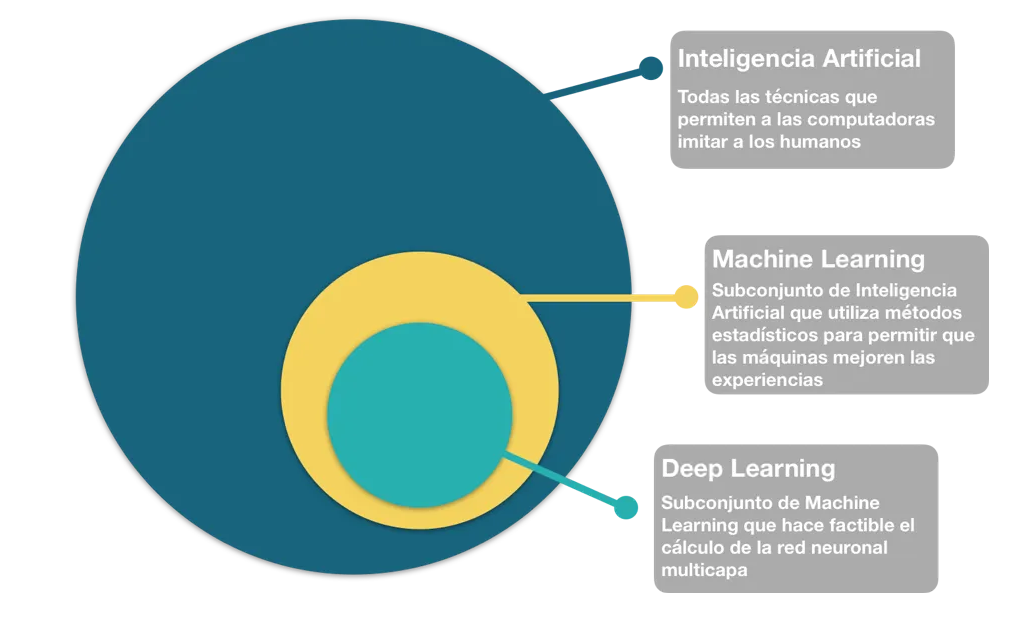 Inteligencia Artificial
Todas las técnicas que
permiten a las computadoras
imitar a los humanos
Machine Learning
Subconjunto de Inteligencia
Artificial que utiliza métodos
estadísticos para permitir que
las máquinas mejoren las
experiencias
Deep Learning
Subconjunto de Machine
Learning que hace factible el
cálculo de la red neuronal
multicapa